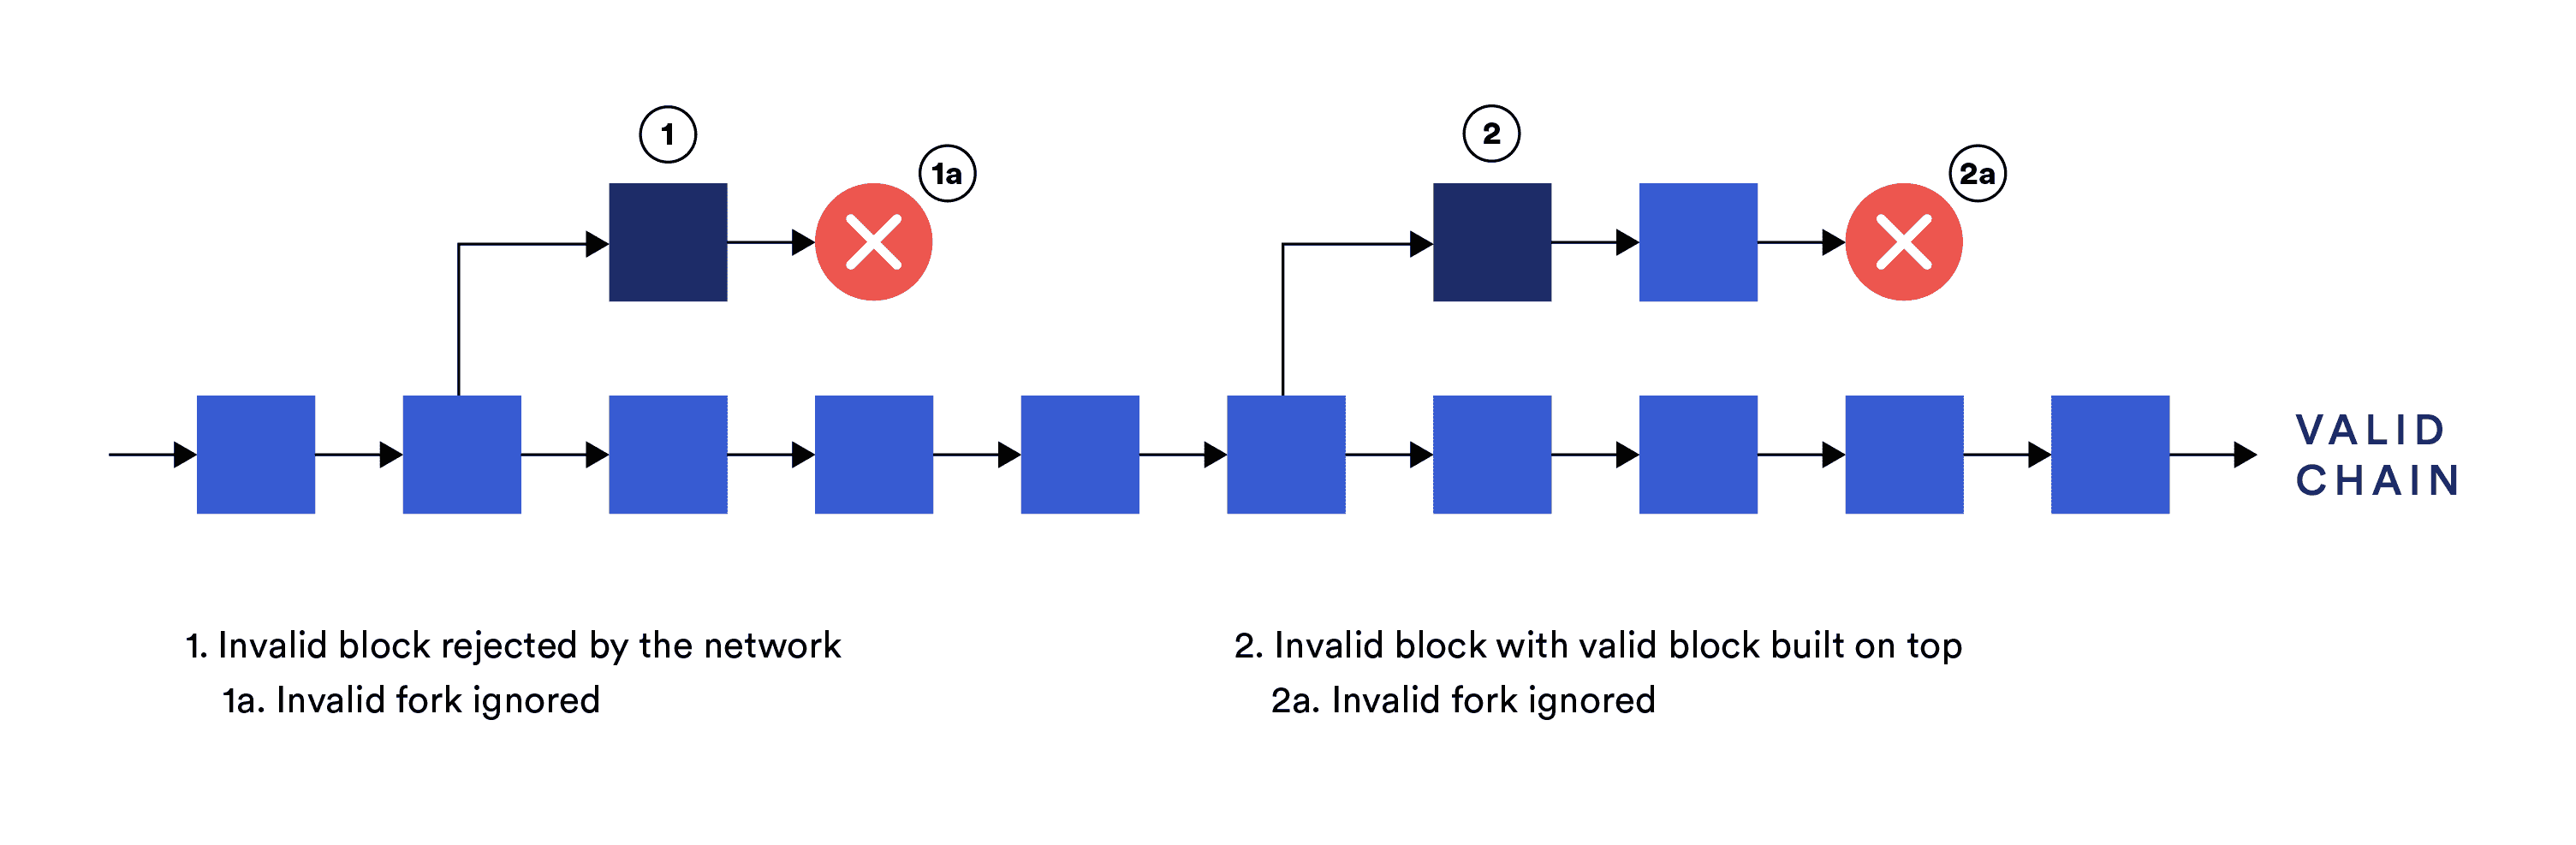 1
1a
2
2a
VALID
CHAIN
1. Invalid block rejected by the network
1a. Invalid fork ignored
2. Invalid block with valid block built on top
2a. Invalid fork ignored